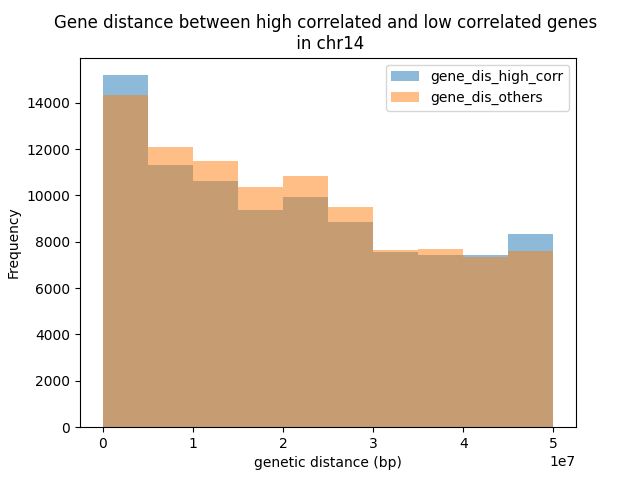 Gene distance between high correlated and low correlated genes
in chr14
gene_dis_high_corr
gene_dis_others
Frequency
14000
12000
10000
8000
6000
4000
2000
0
0 1 2 3 4 5
1e7
genetic distance (bp)